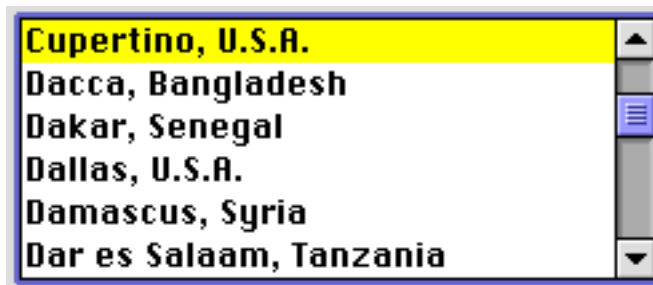 Cupertino, U.S.A.
Dacca, Bangladesh
Dakar, Senegal
Dallas, U.S.A.
Damascus, Syria
Dar es Salaam, Tanzania